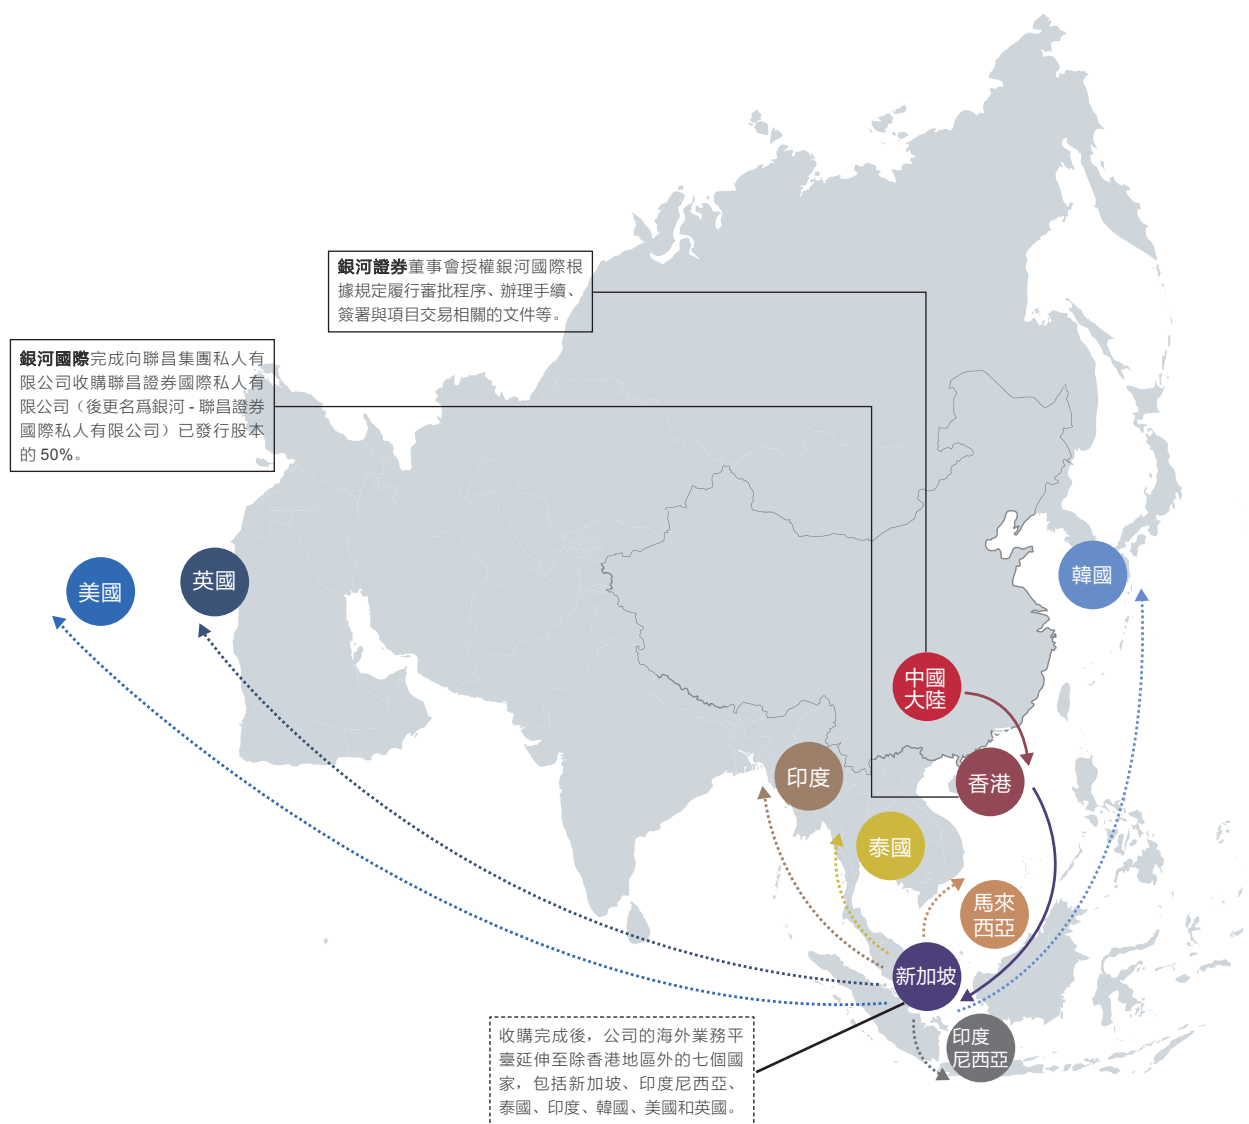 銀河證券董事會授權銀河國際根
據規定履行審批程序、辦理手續、
簽署與項目交易相關的文件等。
銀河國際完成向聯昌集團私人有
限公司收購聯昌證券國際私人有
限公司（後更名爲銀河 - 聯昌證券
國際私人有限公司）已發行股本
的 50%。
美國
英國
韓國
中國
大陸
印度
香港
泰國
馬來
西亞
新加坡
印度
尼西亞
收購完成後，公司的海外業務平
臺延伸至除香港地區外的七個國
家，包括新加坡、印度尼西亞、
泰國、印度、韓國、美國和英國。